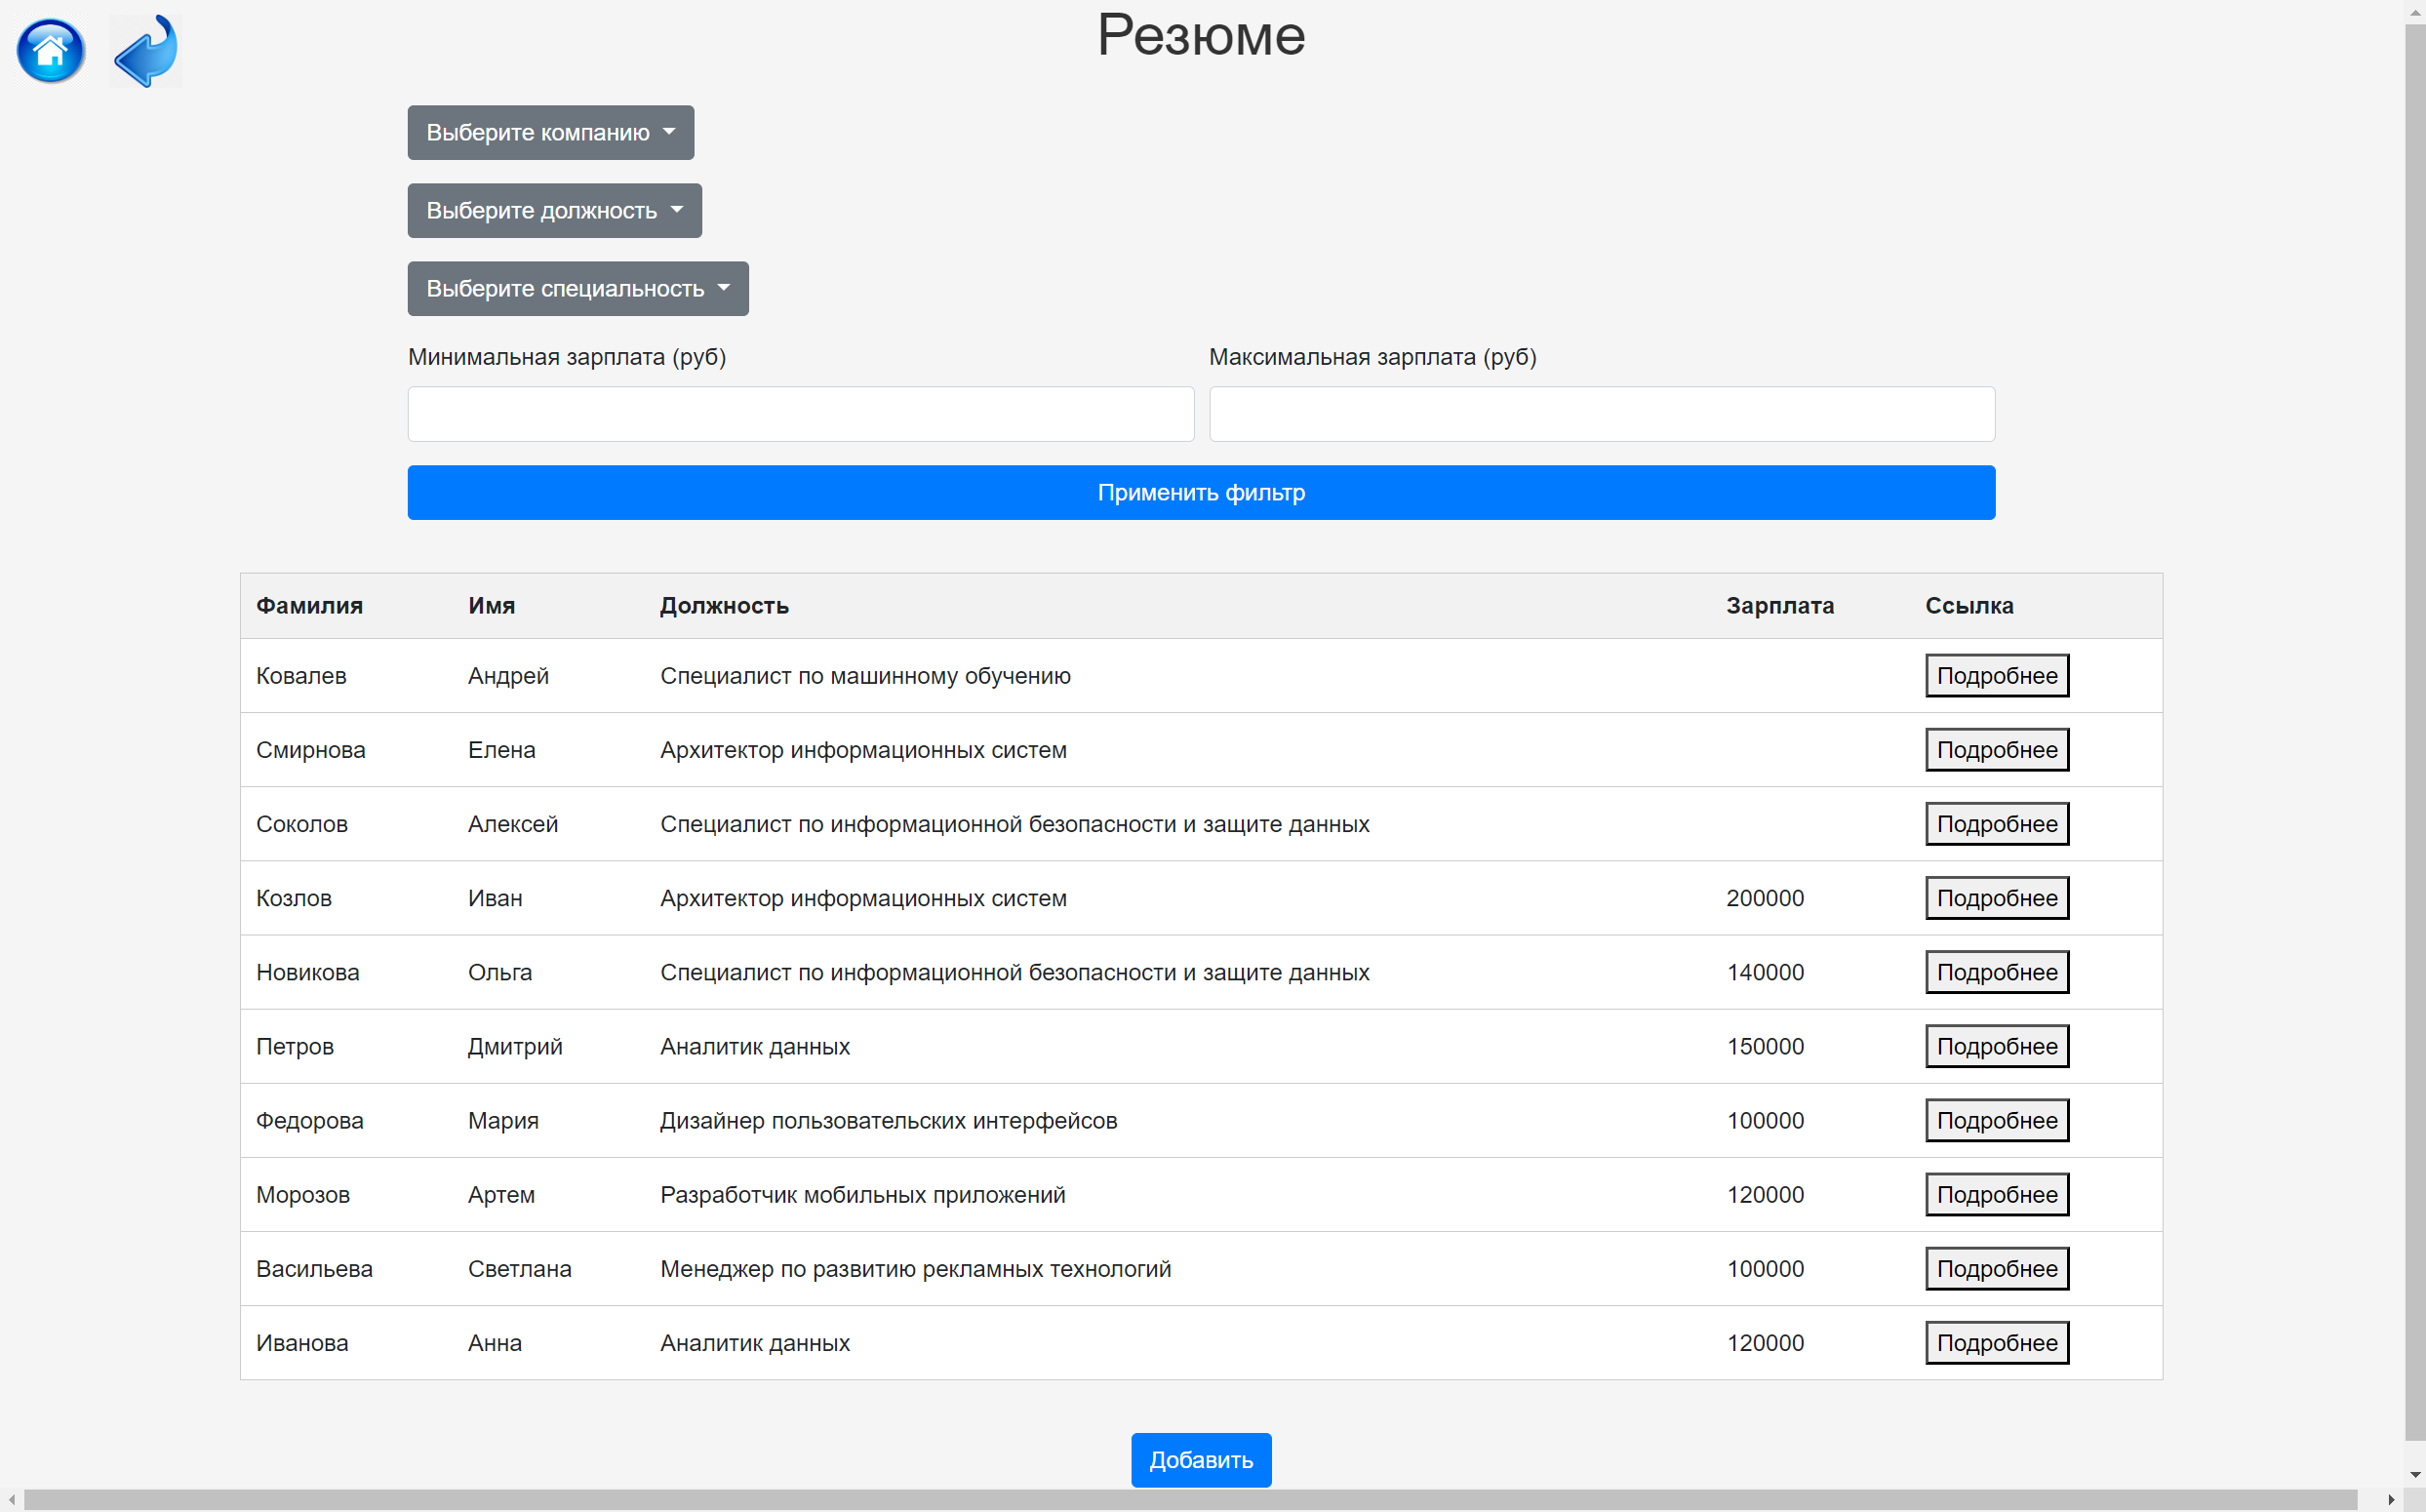 Резюме
Выберите компанию
Выберите должность
Выберите специальность
Минимальная зарплата (руб) Максимальная зарплата (руб)
Применить фильтр
Фамилия Имя Должность Зарплата Ссылка
Ковалев Андрей Специалист по машинному обучению Подробнее
Смирнова Елена Архитектор информационных систем Подробнее
Соколов Алексей Специалист по информационной безопасности и защите данных Подробнее
Козлов Иван Архитектор информационных систем 200000 Подробнее
Новикова Ольга Специалист по информационной безопасности и защите данных 140000 Подробнее
Петров Дмитрий Аналитик данных 150000 Подробнее
Федорова Мария Дизайнер пользовательских интерфейсов 100000 Подробнее
Морозов Артем Разработчик мобильных приложений 120000 Подробнее
Васильева Светлана Менеджер по развитию рекламных технологий 100000 Подробнее
Иванова Анна Аналитик данных 120000 Подробнее
Добавить